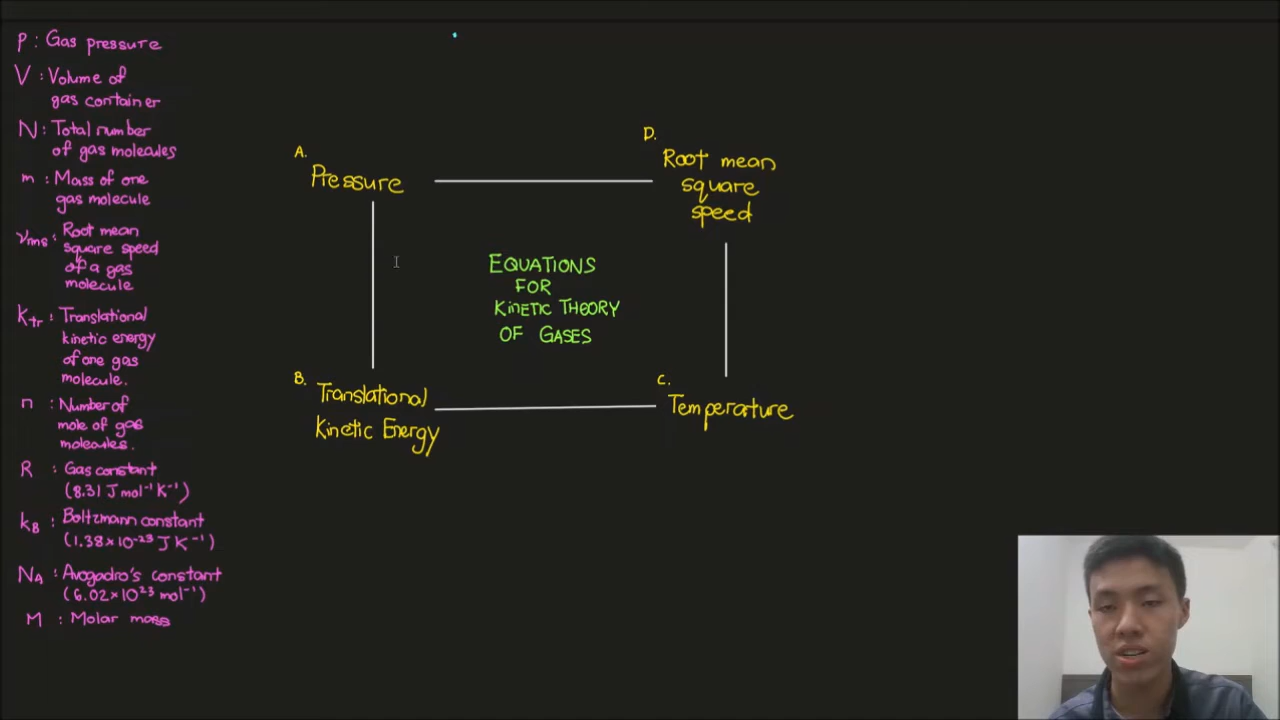 P : Gas pressure
V : Volume of
gas container
N : Total number
of gas molecules
m : Mass of one
gas molecule
vrms : Root mean
square speed
of a gas
molecule
Ktr : Translational
kinetic energy
of one gas
molecule.
n : Number of
mole of gas
molecules.
R : Gas constant
(8.31 J mol⁻¹ K⁻¹)
kB : Boltzmann constant
(1.38×10⁻²³ J K⁻¹)
NA : Avogadro's constant
(6.02×10²³ mol⁻¹)
M : Molar mass
A.
Pressure
D.
Root mean
square
speed
EQUATIONS
FOR
KINETIC THEORY
OF GASES
B.
Translational
Kinetic Energy
C.
Temperature